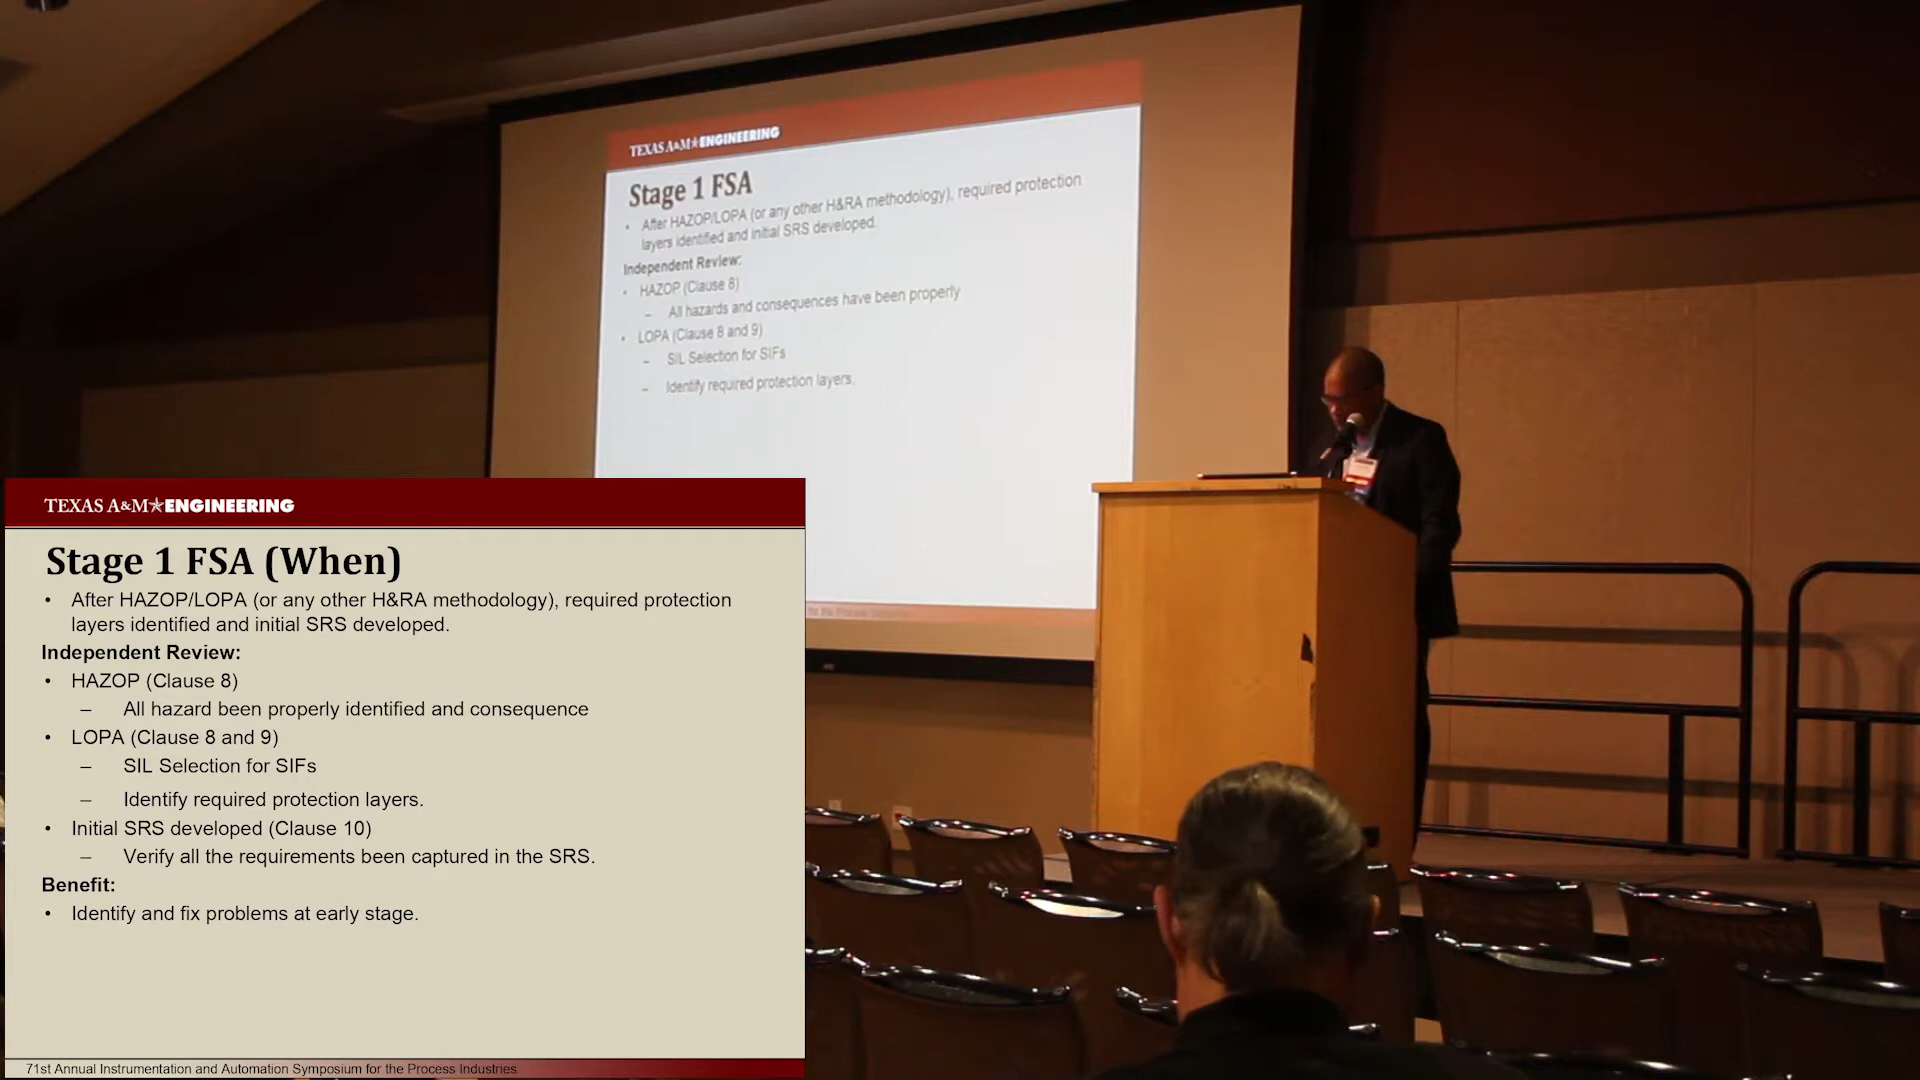 TEXAS A&M★ENGINEERING
Stage 1 FSA
• After HAZOP/LOPA (or any other H&RA methodology), required protection
layers identified and initial SRS developed.
Independent Review:
• HAZOP (Clause 8)
– All hazards and consequences have been properly
• LOPA (Clause 8 and 9)
– SIL Selection for SIFs
– Identify required protection layers.
for the Process
TEXAS A&M★ENGINEERING
Stage 1 FSA (When)
• After HAZOP/LOPA (or any other H&RA methodology), required protection
layers identified and initial SRS developed.
Independent Review:
• HAZOP (Clause 8)
– All hazard been properly identified and consequence
• LOPA (Clause 8 and 9)
– SIL Selection for SIFs
– Identify required protection layers.
• Initial SRS developed (Clause 10)
– Verify all the requirements been captured in the SRS.
Benefit:
• Identify and fix problems at early stage.
71st Annual Instrumentation and Automation Symposium for the Process Industries